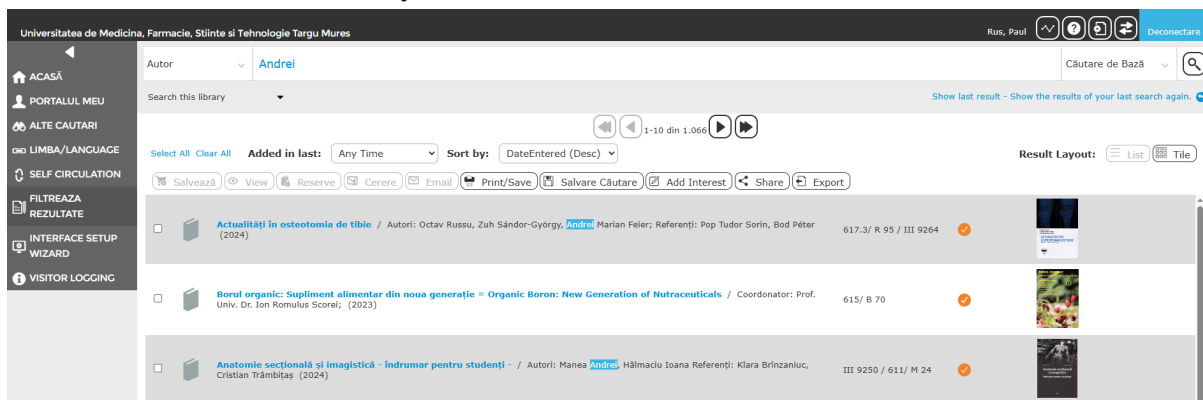 Universitatea de Medicina, Farmacie, Stiinte si Tehnologie Targu Mures
Rus, Paul
Deconectare
ACASĂ
PORTALUL MEU
ALTE CAUTARI
LIMBA/LANGUAGE
SELF CIRCULATION
FILTREAZA
REZULTATE
INTERFACE SETUP
WIZARD
VISITOR LOGGING
Autor Andrei Căutare de Bază
Search this library Show last result - Show the results of your last search again.
1-10 din 1.066
Select All Clear All Added in last: Any Time Sort by: DateEntered (Desc) Result Layout: List Tile
Salvează View Reserve Cerere Email Print/Save Salvare Căutare Add Interest Share Export
Actualități în osteotomia de tibie / Autori: Octav Russu, Zuh Sándor-György, Andrei Marian Feier; Referenti: Pop Tudor Sorin, Bod Péter
(2024)
617.3/ R 95 / III 9264
Borul organic: Supliment alimentar din noua generație = Organic Boron: New Generation of Nutraceuticals / Coordonator: Prof.
Univ. Dr. Ion Romulus Scorei; (2023)
615/ B 70
Anatomie secțională și imagistică - îndrumar pentru studenți - / Autori: Manea Andrei, Hălmaciu Ioana Referenți: Klara Brînzaniuc,
Cristian Trâmbițaș (2024)
III 9250 / 611/ M 24